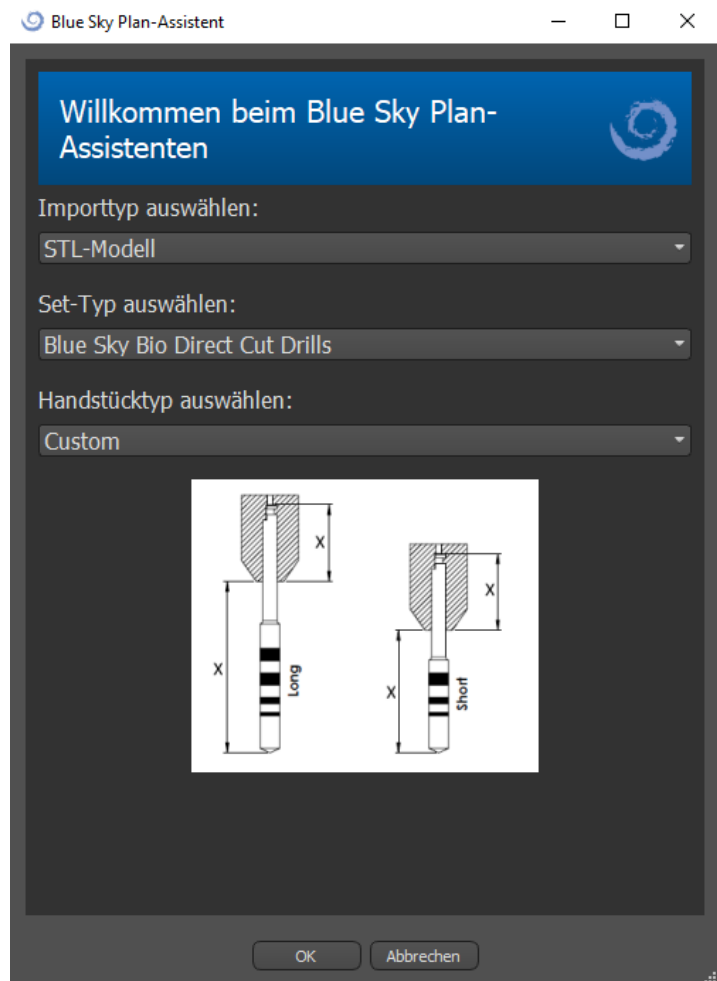 Blue Sky Plan-Assistent
Willkommen beim Blue Sky Plan-
Assistenten
Importtyp auswählen:
STL-Modell
Set-Typ auswählen:
Blue Sky Bio Direct Cut Drills
Handstücktyp auswählen:
Custom
X
X
X
X
Long
Short
OK
Abbrechen